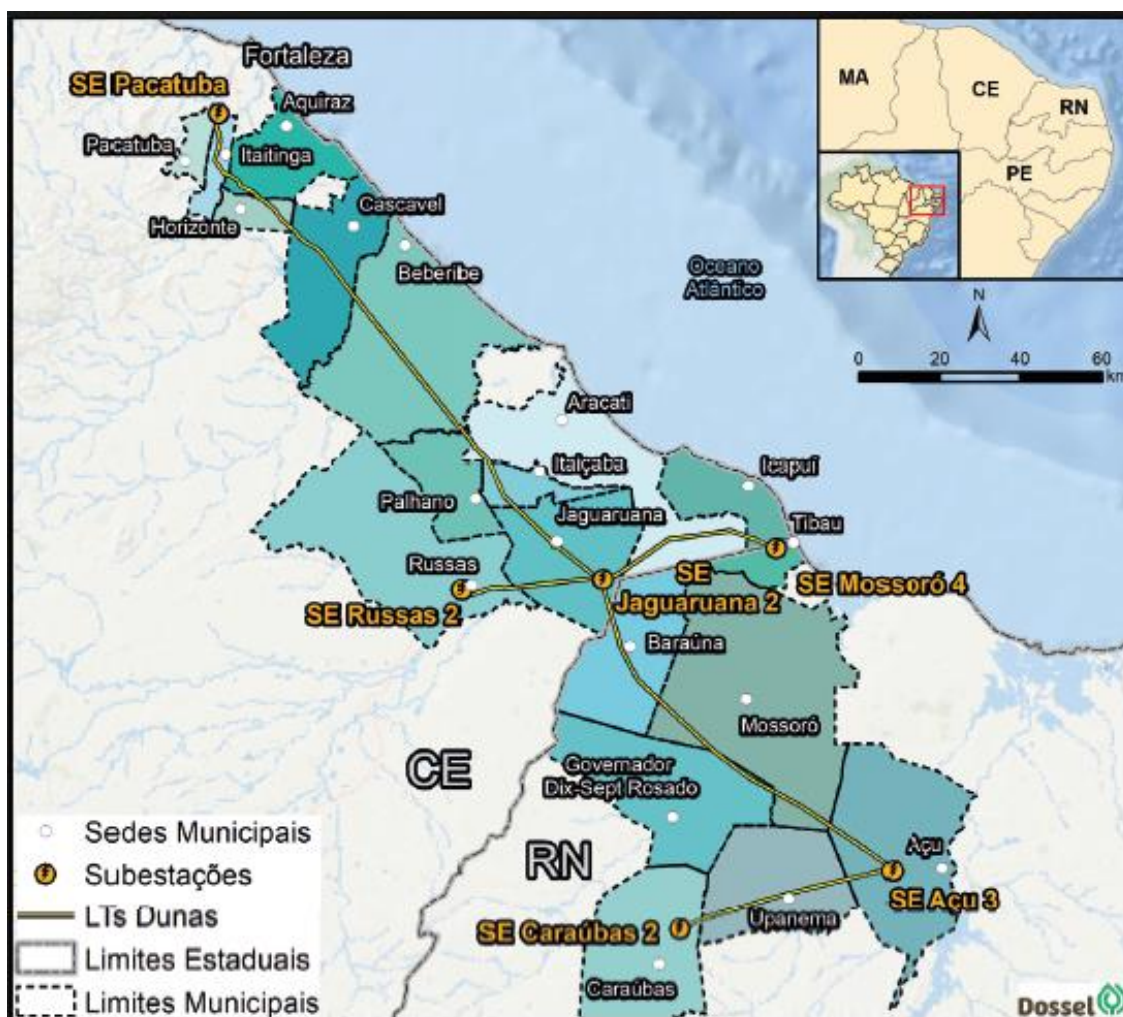 Fortaleza
SE Pacatuba
Aquiraz
Pacatuba
Itaitinga
Horizonte
Cascavel
Beberibe
Oceano
Atlântico
MA
CE
RN
PE
N
0 20 40 60
km
Aracati
Itaiçaba
Icapuí
Palhano
Jaguaruana
Tibau
Russas
SE Russas 2
SE
Jaguaruana 2
SE Mossoró 4
Baraúna
Mossoró
CE
Governador
Dix-Sept Rosado
RN
Açu
SE Açu 3
Upanema
SE Caraúbas 2
Caraúbas
Sedes Municipais
Subestações
LTs Dunas
Limites Estaduais
Limites Municipais
Dossel